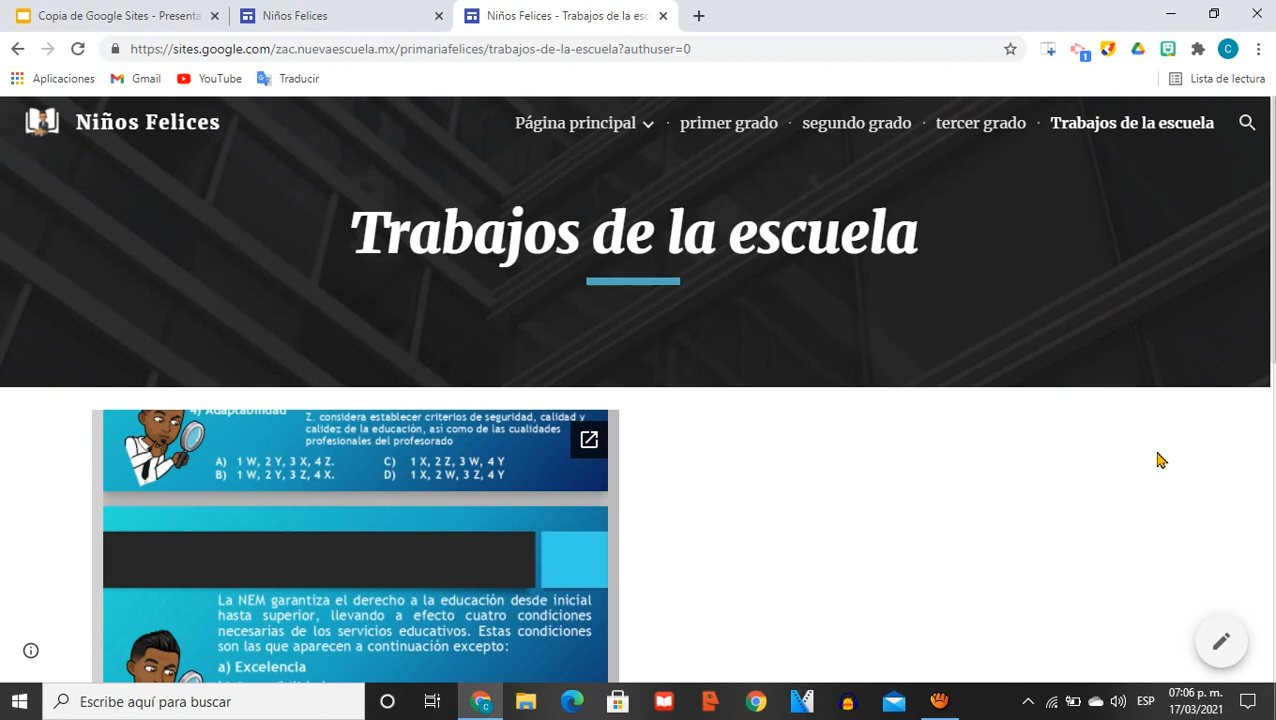 Copia de Google Sites - Presenta
Niños Felices
Niños Felices - Trabajos de la esc
https://sites.google.com/zac.nuevaescuela.mx/primariafelices/trabajos-de-la-escuela?authuser=0
1
C
Aplicaciones
Gmail
YouTube
Traducir
Lista de lectura
Niños Felices
Página principal
primer grado
segundo grado
tercer grado
Trabajos de la escuela
Trabajos de la escuela
4) Adaptabilidad
Z. considera establecer criterios de seguridad, calidad y
calidez de la educación, así como de las cualidades
profesionales del profesorado
A) 1 W, 2 Y, 3 X, 4 Z. C) 1 X, 2 Z, 3 W, 4 Y
B) 1 W, 2 Y, 3 Z, 4 X. D) 1 X, 2 W, 3 Z, 4 Y
La NEM garantiza el derecho a la educación desde inicial
hasta superior, llevando a efecto cuatro condiciones
necesarias de los servicios educativos. Estas condiciones
son las que aparecen a continuación excepto:
a) Excelencia
Escribe aquí para buscar
ESP
07:06 p. m.
17/03/2021